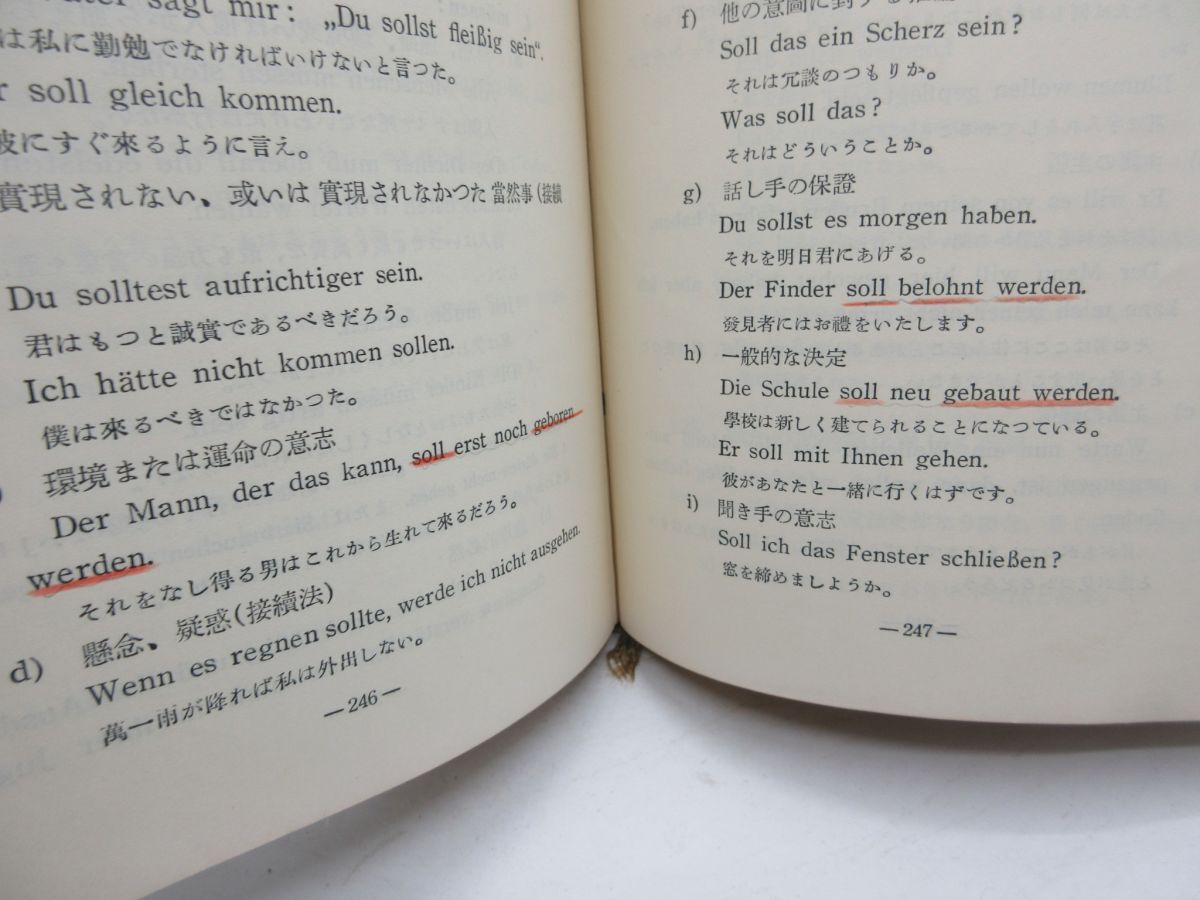 sagt mir: „Du sollst fleißig sein“.
は私に勤勉でなければいけないと言つた。
soll gleich kommen.
彼にすぐ來るように言え。
實現されない、或いは實現されなかつた當然事(接續
Du solltest aufrichtiger sein.
君はもつと誠實であるべきだろう。
Ich hätte nicht kommen sollen.
僕は來るべきではなかつた。
環境または運命の意志
Der Mann, der das kann, soll erst noch geboren
werden.
それをなし得る男はこれから生れて來るだろう。
d) 懸念、疑惑(接續法)
Wenn es regnen sollte, werde ich nicht ausgehen.
萬一雨が降れば私は外出しない。
—246—
f) 他の意圖に對する
Soll das ein Scherz sein?
それは冗談のつもりか。
Was soll das?
それはどういうことか。
g) 話し手の保證
Du sollst es morgen haben.
それを明日君にあげる。
Der Finder soll belohnt werden.
發見者にはお禮をいたします。
h) 一般的な決定
Die Schule soll neu gebaut werden.
學校は新しく建てられることになつている。
Er soll mit Ihnen gehen.
彼があなたと一緒に行くはずです。
i) 聞き手の意志
Soll ich das Fenster schließen?
窓を締めましようか。
—247—